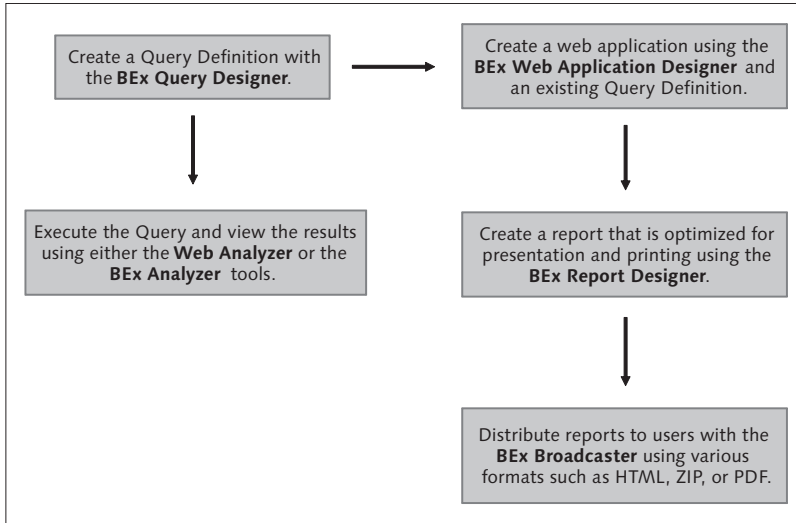 Create a Query Definition with
the BEx Query Designer.
Create a web application using the
BEx Web Application Designer and
an existing Query Definition.
Execute the Query and view the results
using either the Web Analyzer or the
BEx Analyzer tools.
Create a report that is optimized for
presentation and printing using the
BEx Report Designer.
Distribute reports to users with the
BEx Broadcaster using various
formats such as HTML, ZIP, or PDF.